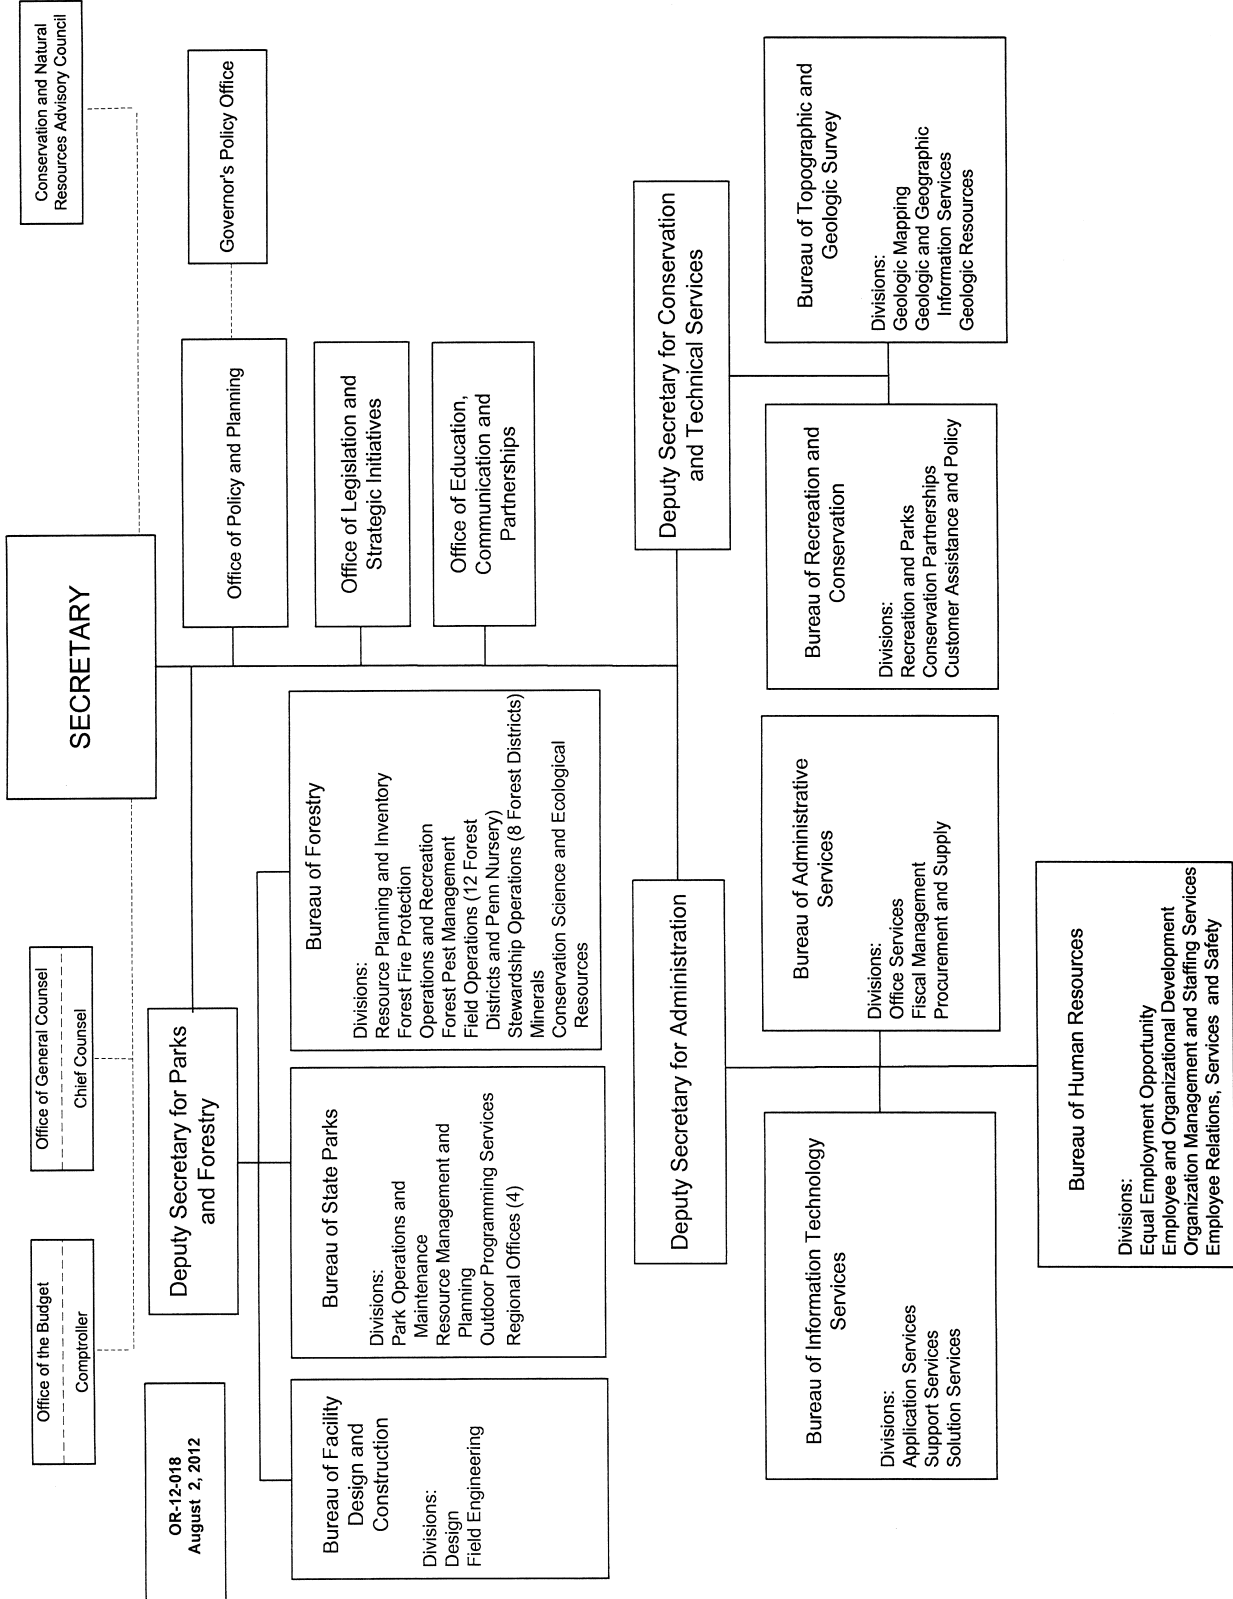 OR-12-018
August 2, 2012
Office of the Budget
Comptroller
Office of General Counsel
Chief Counsel
SECRETARY
Conservation and Natural
Resources Advisory Council
Governor's Policy Office
Office of Policy and Planning
Office of Legislation and
Strategic Initiatives
Office of Education,
Communication and
Partnerships
Deputy Secretary for Parks
and Forestry
Bureau of Facility
Design and
Construction
Divisions:
Design
Field Engineering
Bureau of State Parks
Divisions:
Park Operations and
Maintenance
Resource Management and
Planning
Outdoor Programming Services
Regional Offices (4)
Bureau of Forestry
Divisions:
Resource Planning and Inventory
Forest Fire Protection
Operations and Recreation
Forest Pest Management
Field Operations (12 Forest
Districts and Penn Nursery)
Stewardship Operations (8 Forest Districts)
Minerals
Conservation Science and Ecological
Resources
Deputy Secretary for Administration
Bureau of Information Technology
Services
Divisions:
Application Services
Support Services
Solution Services
Bureau of Administrative
Services
Divisions:
Office Services
Fiscal Management
Procurement and Supply
Bureau of Human Resources
Divisions:
Equal Employment Opportunity
Employee and Organizational Development
Organization Management and Staffing Services
Employee Relations, Services and Safety
Deputy Secretary for Conservation
and Technical Services
Bureau of Recreation and
Conservation
Divisions:
Recreation and Parks
Conservation Partnerships
Customer Assistance and Policy
Bureau of Topographic and
Geologic Survey
Divisions:
Geologic Mapping
Geologic and Geographic
Information Services
Geologic Resources